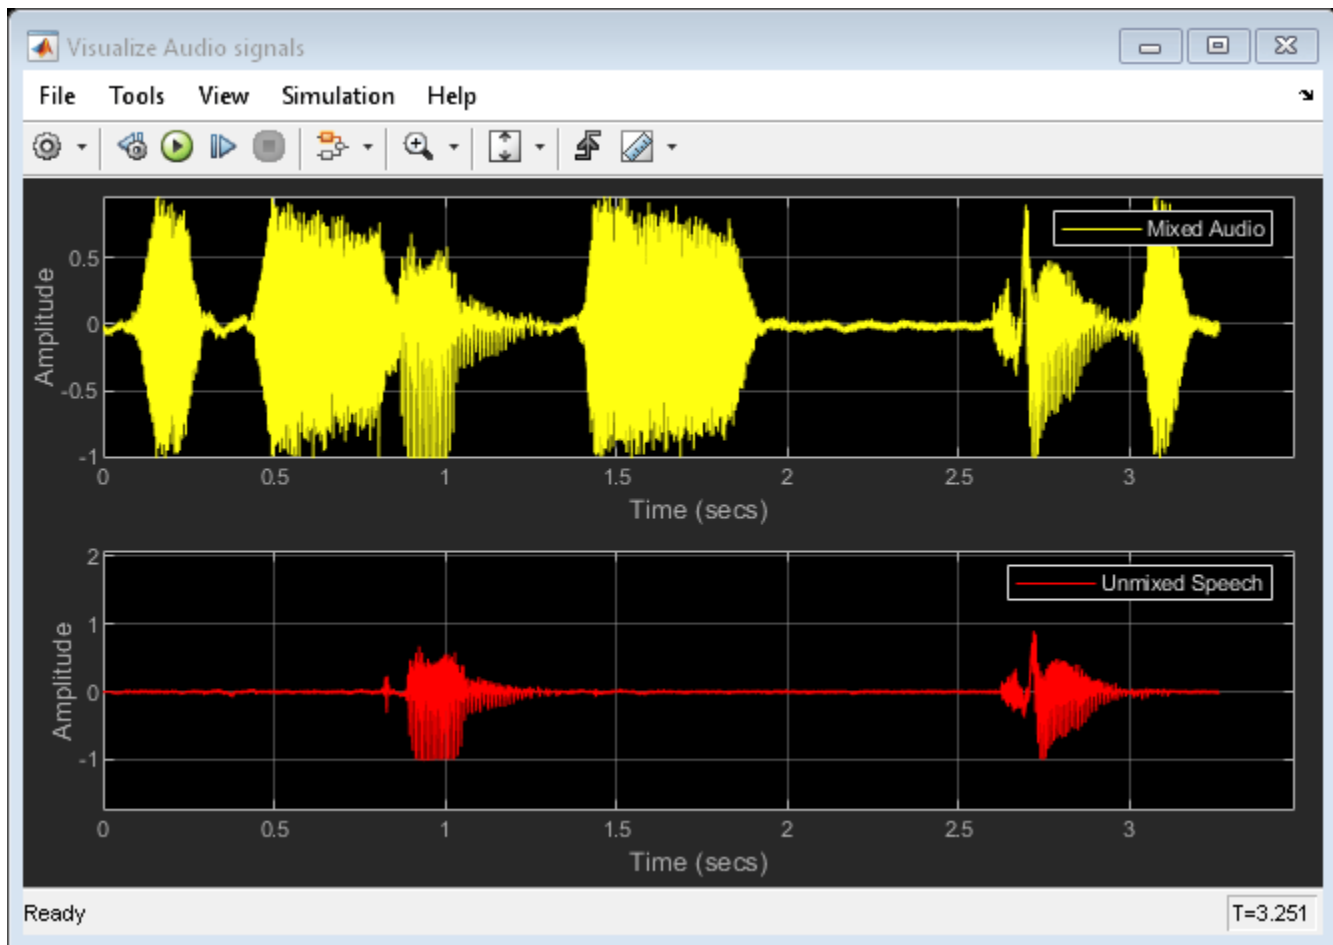 Visualize Audio signals
File Tools View Simulation Help
Mixed Audio
Amplitude
0.5
0
-0.5
-1
0 0.5 1 1.5 2 2.5 3
Time (secs)
Unmixed Speech
Amplitude
2
1
0
-1
0 0.5 1 1.5 2 2.5 3
Time (secs)
Ready T=3.251